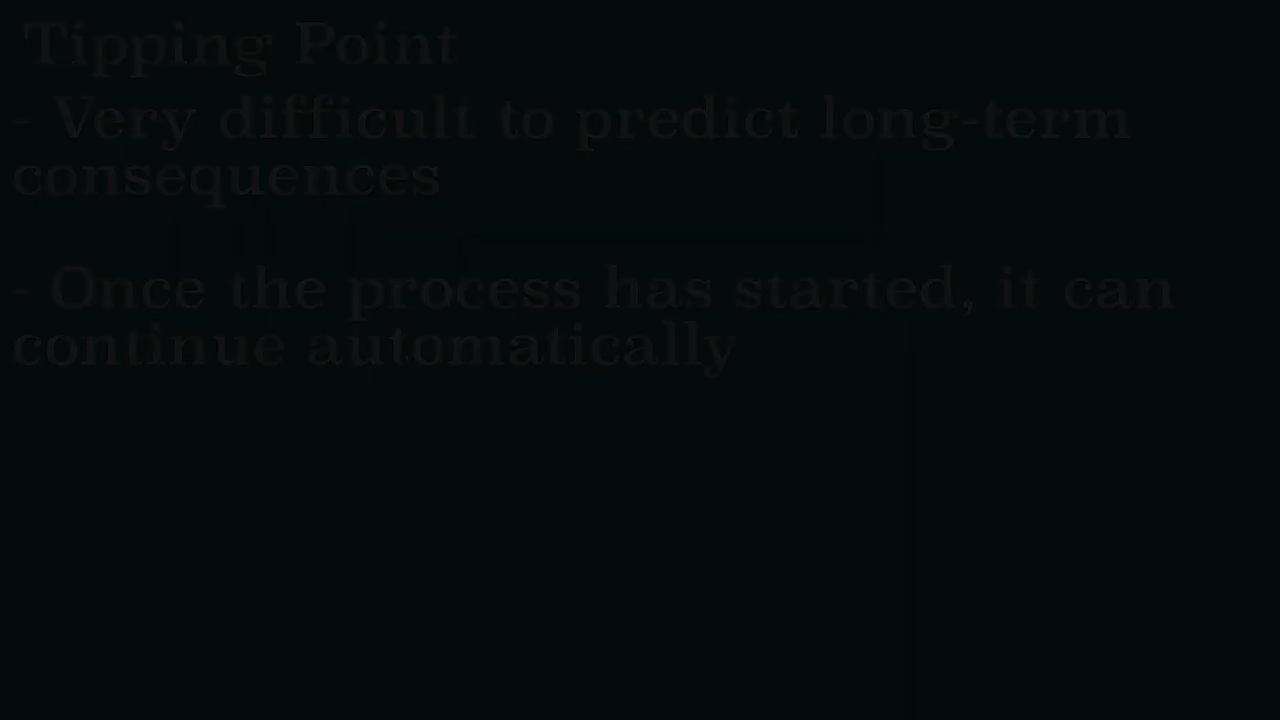 Tipping Point
- Very difficult to predict long-term
consequences
- Once the process has started, it can
continue automatically